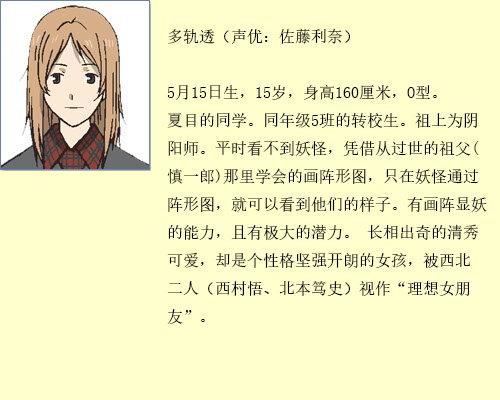 多轨透（声优：佐藤利奈）
5月15日生，15岁，身高160厘米，O型。
夏目的同学。同年级5班的转校生。祖上为阴
阳师。平时看不到妖怪，凭借从过世的祖父(
慎一郎)那里学会的画阵形图，只在妖怪通过
阵形图，就可以看到他们的样子。有画阵显妖
的能力，且有极大的潜力。 长相出奇的清秀
可爱，却是个性格坚强开朗的女孩，被西北
二人（西村悟、北本笃史）视作“理想女朋
友”。